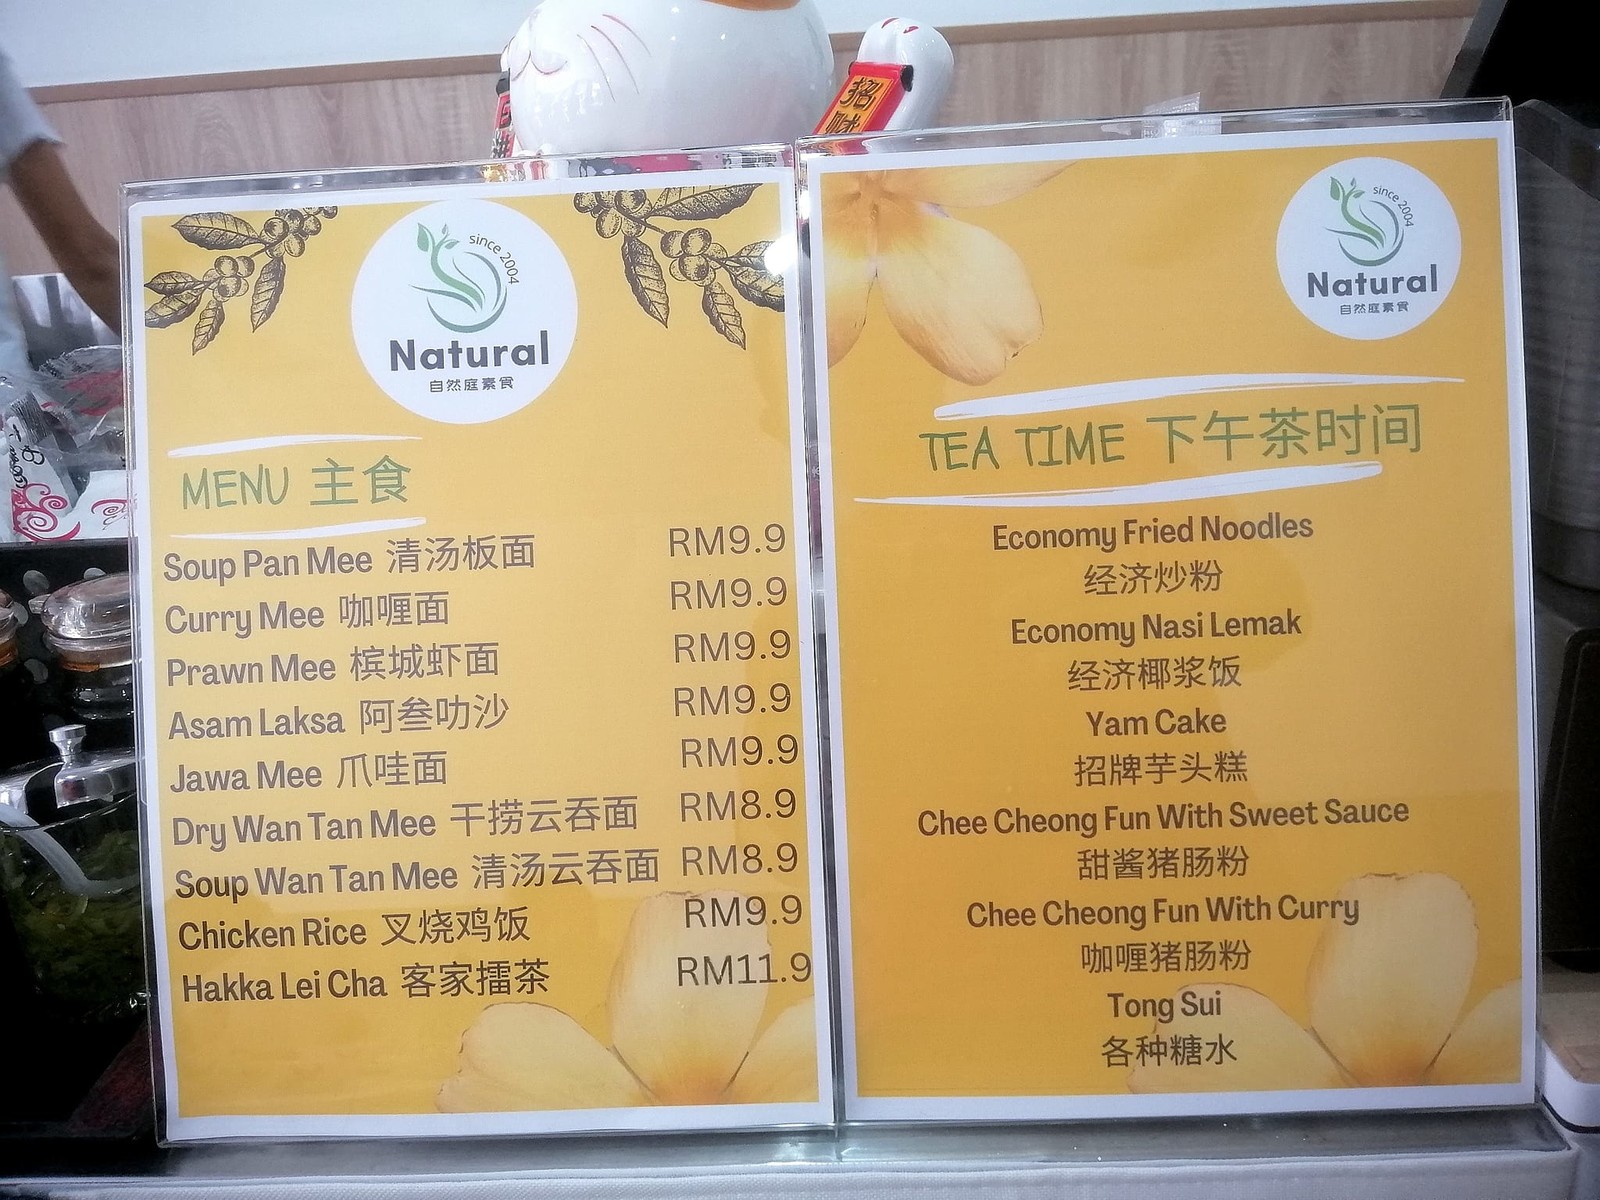 招
since 2004
Natural
自然庭素食
MENU 主食
Soup Pan Mee 清汤板面 RM9.9
Curry Mee 咖喱面 RM9.9
Prawn Mee 槟城虾面 RM9.9
Asam Laksa 阿叁叻沙 RM9.9
Jawa Mee 爪哇面 RM9.9
Dry Wan Tan Mee 干捞云吞面 RM8.9
Soup Wan Tan Mee 清汤云吞面 RM8.9
Chicken Rice 叉烧鸡饭 RM9.9
Hakka Lei Cha 客家擂茶 RM11.9
since 2004
Natural
自然庭素食
TEA TIME 下午茶时间
Economy Fried Noodles
经济炒粉
Economy Nasi Lemak
经济椰浆饭
Yam Cake
招牌芋头糕
Chee Cheong Fun With Sweet Sauce
甜酱猪肠粉
Chee Cheong Fun With Curry
咖喱猪肠粉
Tong Sui
各种糖水